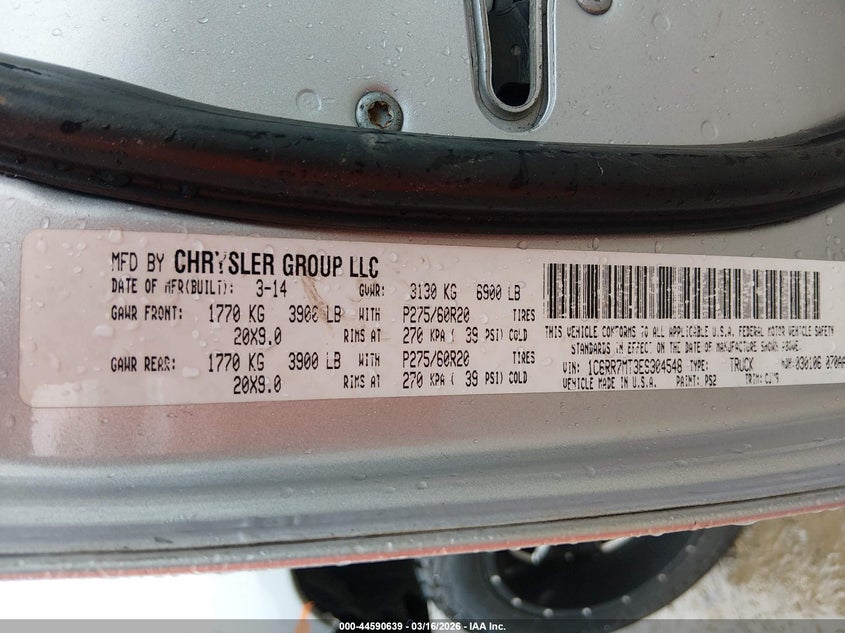 MFD BY CHRYSLER GROUP LLC
DATE OF MFR(BUILT): 3-14 GVWR: 3130 KG 6900 LB
GAWR FRONT: 1770 KG 3900 LB WITH P275/60R20 TIRES
20X9.0 RIMS AT 270 KPA ( 39 PSI) COLD
GAWR REAR: 1770 KG 3900 LB WITH P275/60R20 TIRES
20X9.0 RIMS AT 270 KPA ( 39 PSI) COLD
THIS VEHICLE CONFORMS TO ALL APPLICABLE U.S.A. FEDERAL MOTOR VEHICLE SAFETY
STANDARDS IN EFFECT ON THE DATE OF MANUFACTURE SHOWN ABOVE.
VIN: 1C6RR7MT3ES304548 TYPE: TRUCK MDH: 030106 070AA
VEHICLE MADE IN U.S.A. PAINT: PS2 TRIM:
000-44590639 - 03/16/2026 - IAA Inc.